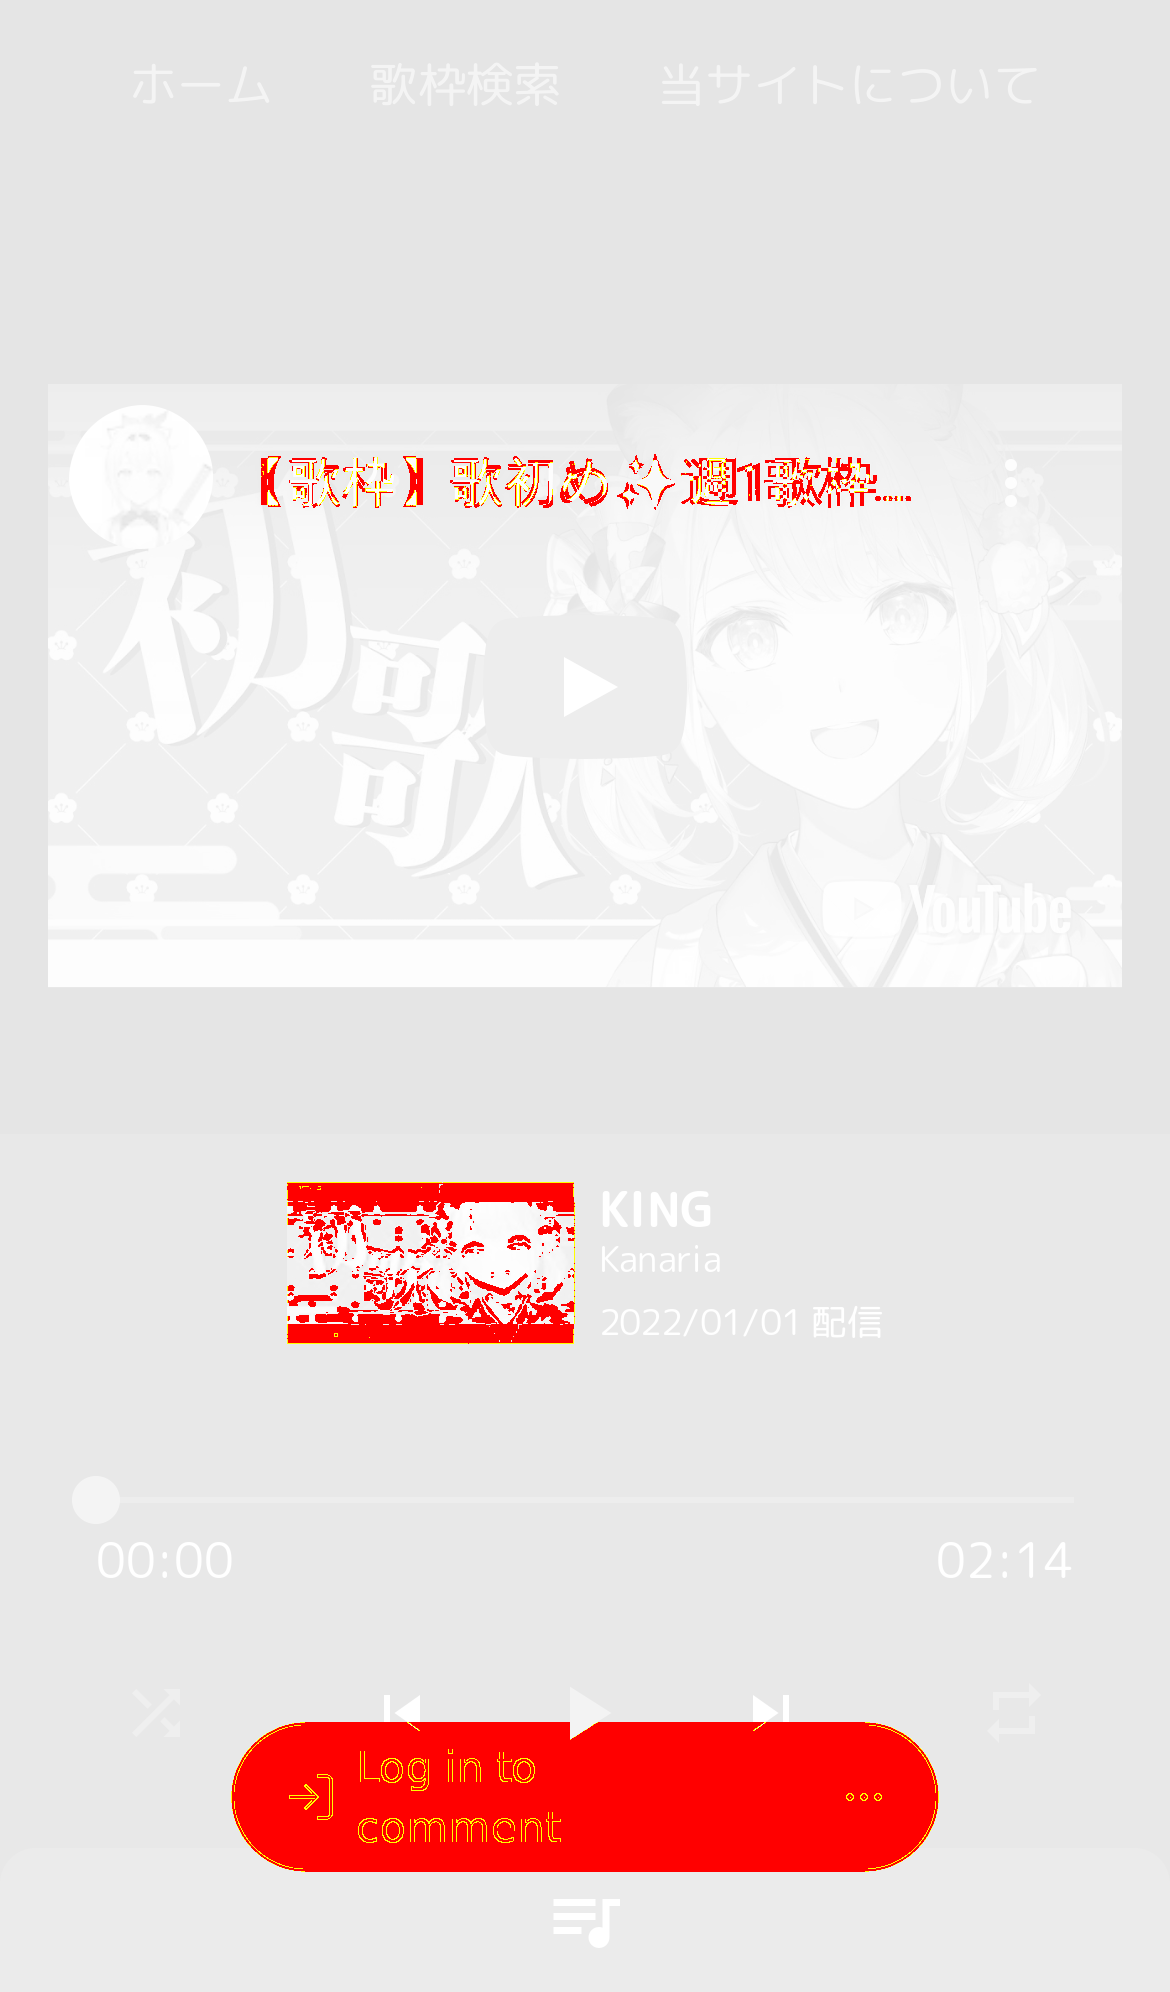 ホーム 歌枠検索 当サイトについて
【歌枠】歌初め✨週1歌枠...
初歌
YouTube
KING
Kanaria
2022/01/01 配信
00:00 02:14
Log in to
comment